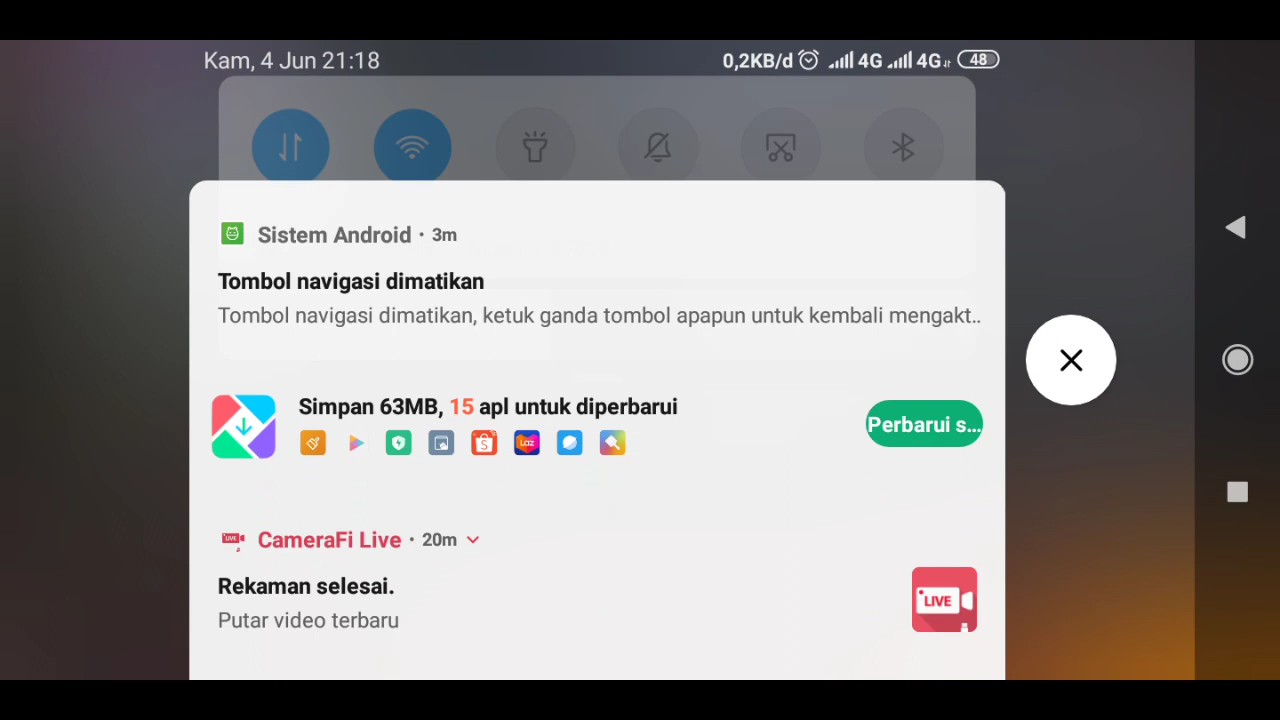 Kam, 4 Jun 21:18
0,2KB/d 4G 4G 48
Sistem Android · 3m
Tombol navigasi dimatikan
Tombol navigasi dimatikan, ketuk ganda tombol apapun untuk kembali mengakt..
Simpan 63MB, 15 apl untuk diperbarui
Perbarui s...
S
Laz
CameraFi Live · 20m
Rekaman selesai.
Putar video terbaru
LIVE